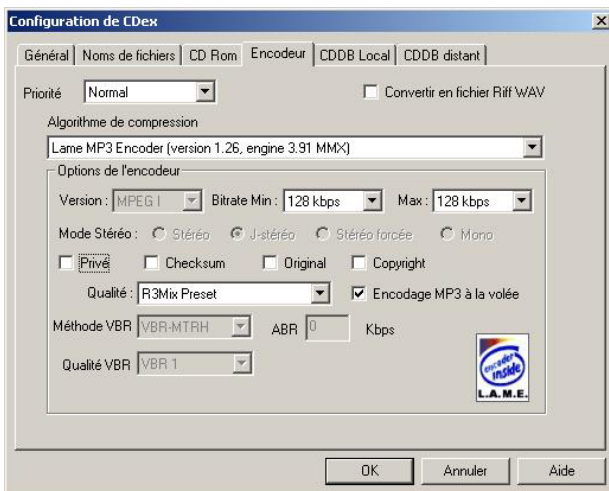 Configuration de CDex
Général Noms de fichiers CD Rom Encodeur CDDB Local CDDB distant
Priorité Normal Convertir en fichier Riff WAV
Algorithme de compression
Lame MP3 Encoder (version 1.26, engine 3.91 MMX)
Options de l'encodeur
Version : MPEG I Bitrate Min : 128 kbps Max : 128 kbps
Mode Stéréo : Stéréo J-stéréo Stéréo forcée Mono
Privé Checksum Original Copyright
Qualité : R3Mix Preset Encodage MP3 à la volée
Méthode VBR VBR-MTRH ABR 0 Kbps
Qualité VBR VBR 1
encoder
inside
L.A.M.E.
OK Annuler Aide